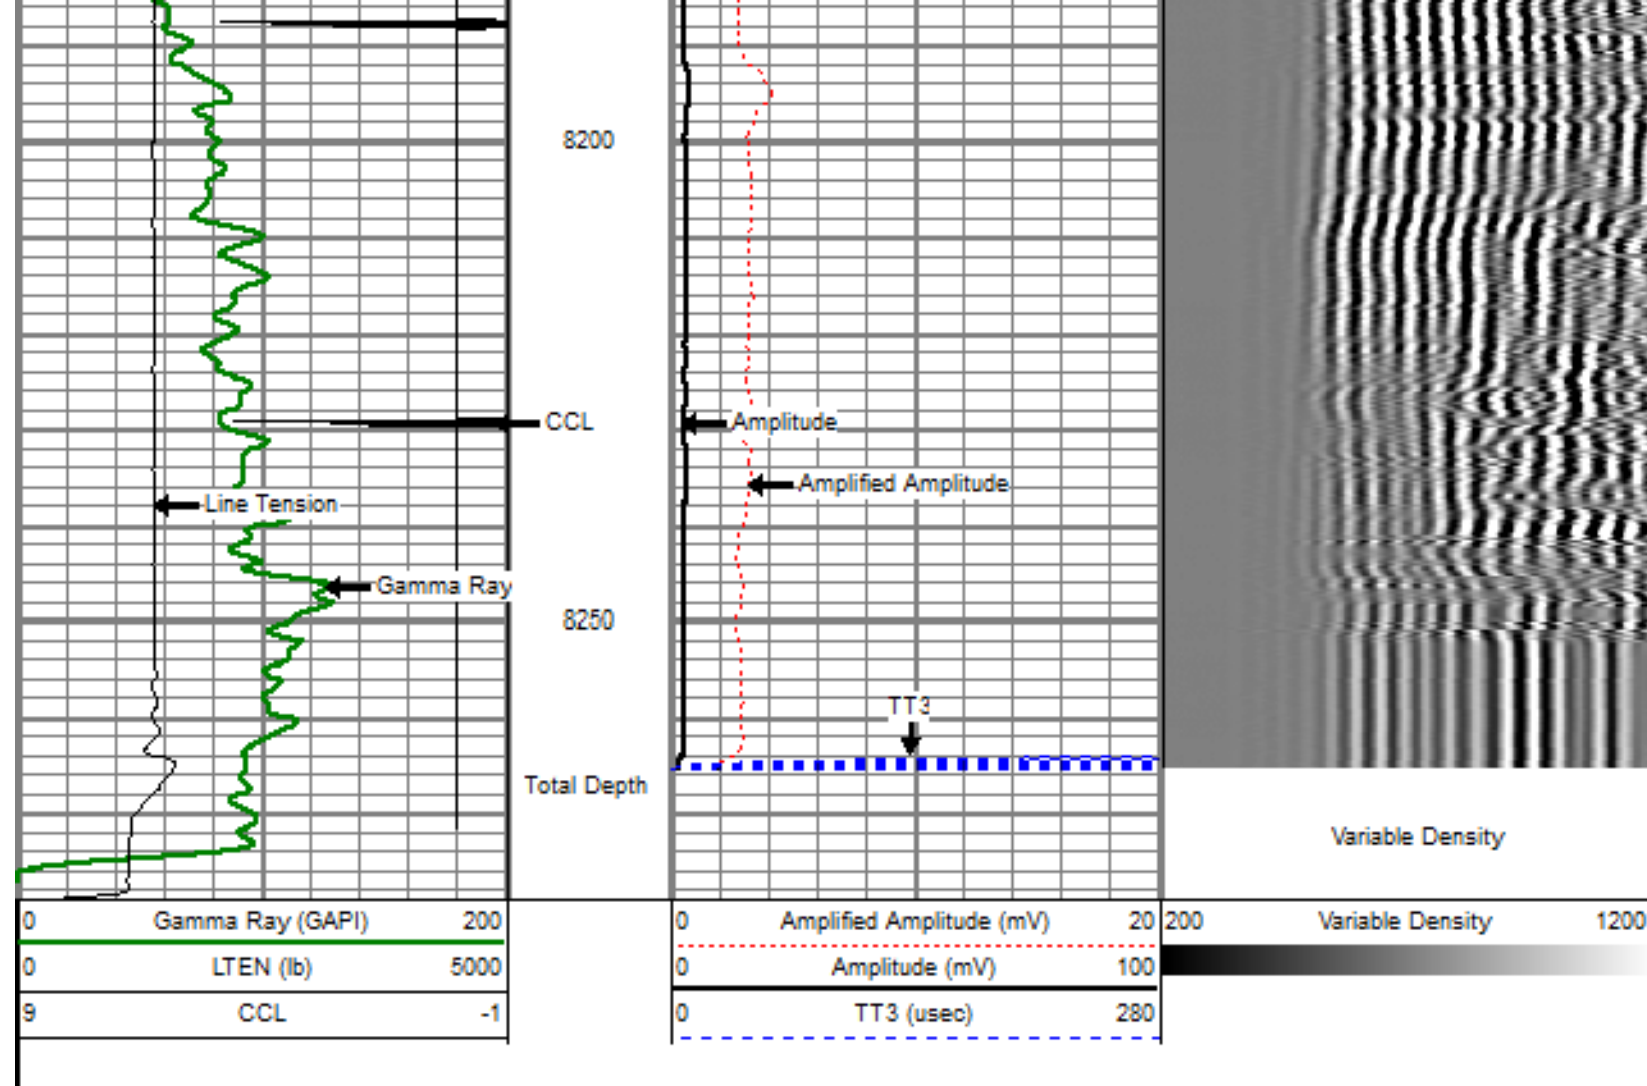 8200
CCL
Amplitude
Amplified Amplitude
Line Tension
Gamma Ray
8250
TT3
Total Depth
Variable Density
0 Gamma Ray (GAPI) 200
0 LTEN (lb) 5000
9 CCL -1
0 Amplified Amplitude (mV) 20
0 Amplitude (mV) 100
0 TT3 (usec) 280
200 Variable Density 1200